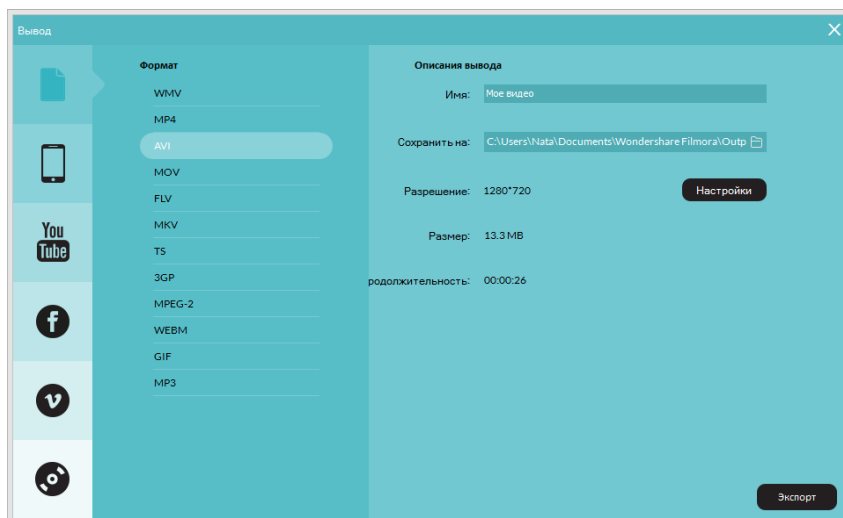 Вывод
Формат
WMV
MP4
AVI
MOV
FLV
MKV
TS
3GP
MPEG-2
WEBM
GIF
MP3
You
Tube
Описания вывода
Имя: Мое видео
Сохранить на: C:\Users\Nata\Documents\Wondershare Filmora\Outp
Разрешение: 1280*720 Настройки
Размер: 13.3 MB
родолжительность: 00:00:26
Экспорт